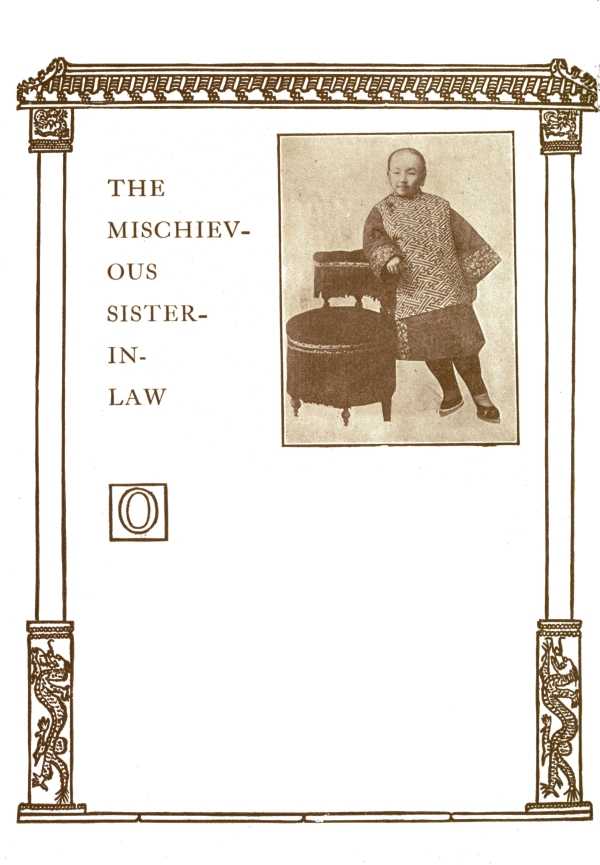 THE
MISCHIEV-
OUS
SISTER-
IN-
LAW
O